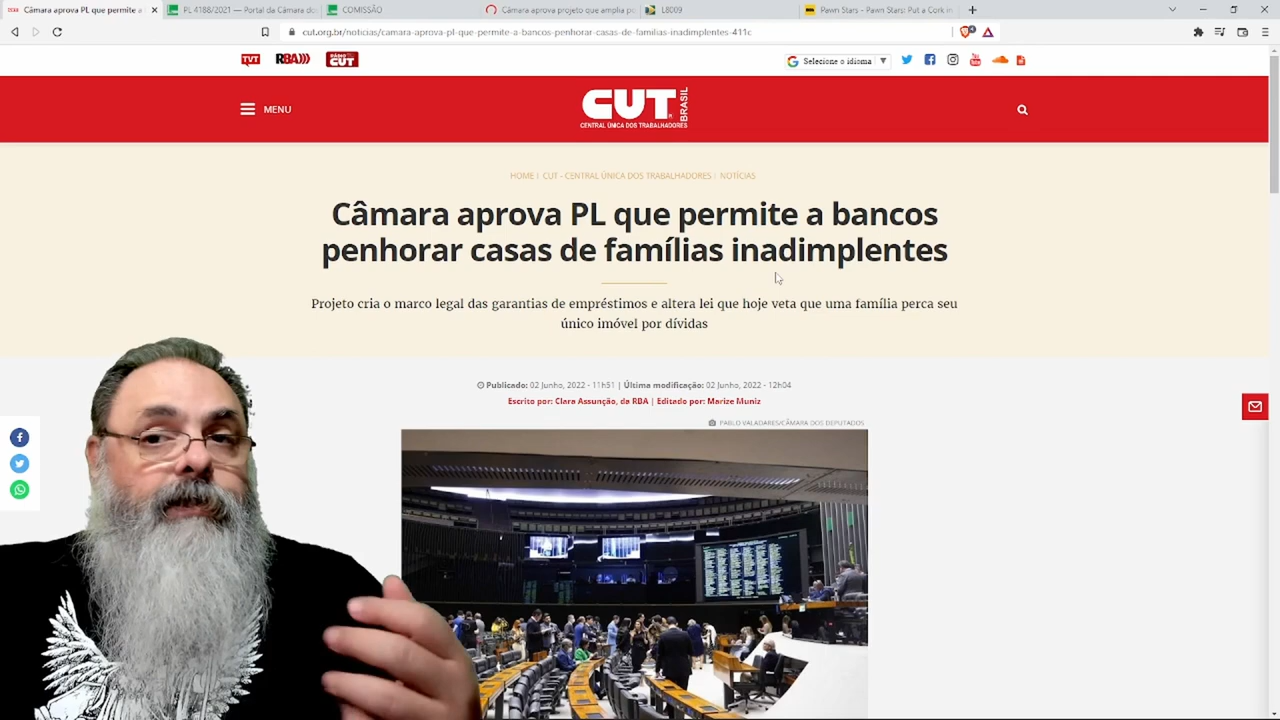 Câmara aprova PL que permite a
PL 4188/2021 — Portal da Câmara do
COMISSÃO
Câmara aprova projeto que amplia po
L8009
Pawn Stars - Pawn Stars: Put a Cork in
cut.org.br/noticias/camara-aprova-pl-que-permite-a-bancos-penhorar-casas-de-familias-inadimplentes-411c
TVT
RBA
RÁDIO CUT
Selecione o idioma
MENU
CUT BRASIL
CENTRAL ÚNICA DOS TRABALHADORES
HOME | CUT - CENTRAL ÚNICA DOS TRABALHADORES | NOTÍCIAS
Câmara aprova PL que permite a bancos
penhorar casas de famílias inadimplentes
Projeto cria o marco legal das garantias de empréstimos e altera lei que hoje veta que uma família perca seu
único imóvel por dívidas
Publicado: 02 Junho, 2022 - 11h51 | Última modificação: 02 Junho, 2022 - 12h04
Escrito por: Clara Assunção, da RBA | Editado por: Marize Muniz
PABLO VALADARES/CÂMARA DOS DEPUTADOS